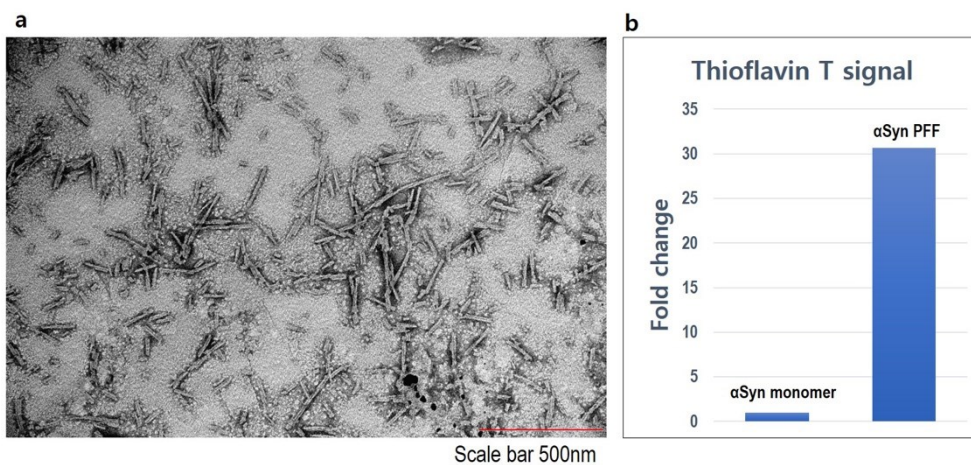 a
Scale bar 500nm
b
Thioflavin T signal
Fold change
35
30
25
20
15
10
5
0
αSyn monomer
αSyn PFF